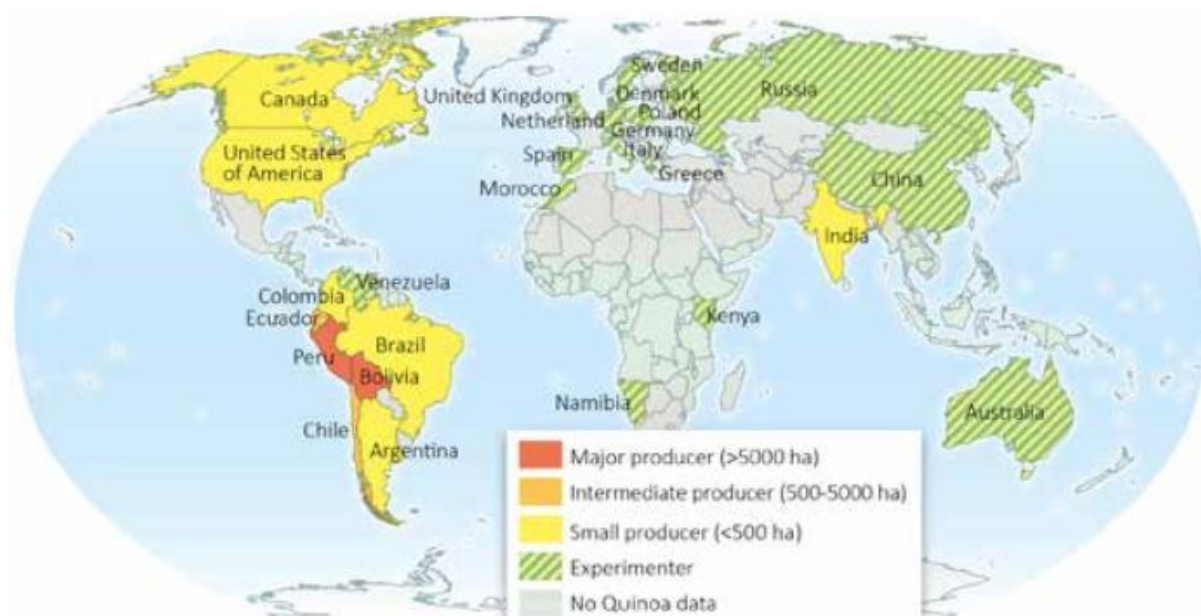 Sweden
Canada
United Kingdom
Denmark
Russia
Poland
Netherland
Germany
United States
of America
Spain
Italy
Greece
Morocco
China
India
Venezuela
Colombia
Ecuador
Kenya
Brazil
Peru
Bolivia
Namibia
Australia
Chile
Argentina
Major producer (>5000 ha)
Intermediate producer (500-5000 ha)
Small producer (<500 ha)
Experimenter
No Quinoa data